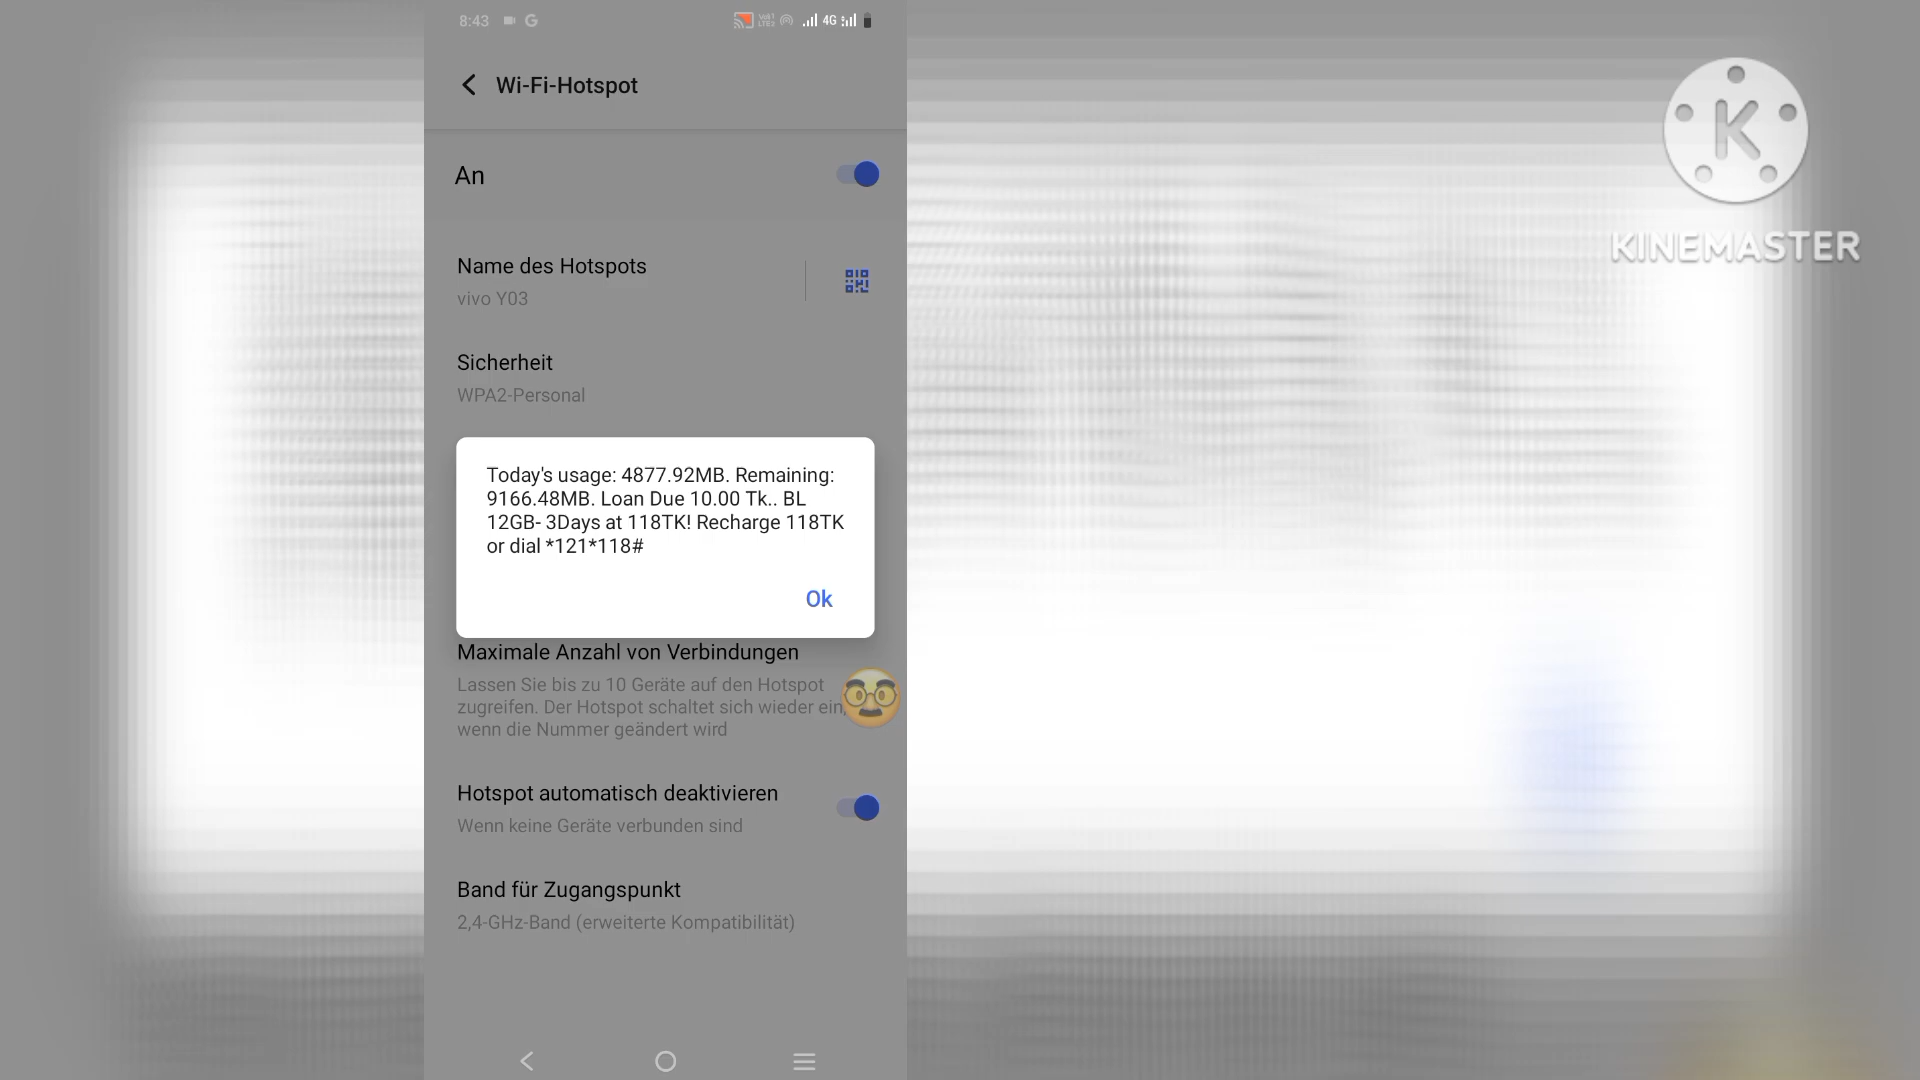 8:43
4G
Wi-Fi-Hotspot
An
Name des Hotspots
vivo Y03
Sicherheit
WPA2-Personal
Today's usage: 4877.92MB. Remaining:
9166.48MB. Loan Due 10.00 Tk.. BL
12GB- 3Days at 118TK! Recharge 118TK
or dial *121*118#
Ok
Maximale Anzahl von Verbindungen
Lassen Sie bis zu 10 Geräte auf den Hotspot
zugreifen. Der Hotspot schaltet sich wieder ein,
wenn die Nummer geändert wird
Hotspot automatisch deaktivieren
Wenn keine Geräte verbunden sind
Band für Zugangspunkt
2,4-GHz-Band (erweiterte Kompatibilität)
K
KINEMASTER